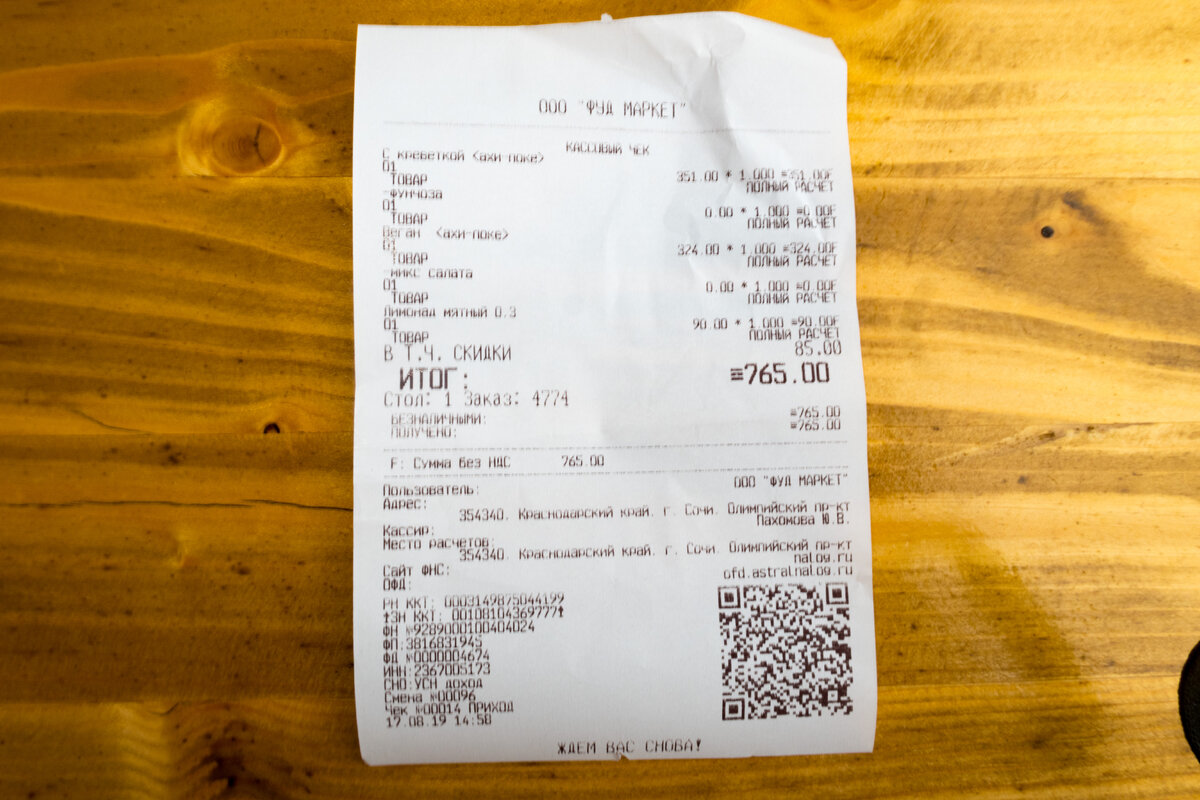 ООО "ФУД МАРКЕТ"
КАССОВЫЙ ЧЕК
С креветкой <ахи-поке>
01 351.00 * 1.000 ≡351.00F
ТОВАР ПОЛНЫЙ РАСЧЕТ
-Фунчоза
01 0.00 * 1.000 ≡0.00F
ТОВАР ПОЛНЫЙ РАСЧЕТ
Веган <ахи-поке>
01 324.00 * 1.000 ≡324.00F
ТОВАР ПОЛНЫЙ РАСЧЕТ
-микс салата
01 0.00 * 1.000 ≡0.00F
ТОВАР ПОЛНЫЙ РАСЧЕТ
Лимонад мятный 0.3
01 90.00 * 1.000 ≡90.00F
ТОВАР ПОЛНЫЙ РАСЧЕТ
В Т.Ч. СКИДКИ 85.00
ИТОГ: ≡765.00
Стол: 1 Заказ: 4774
БЕЗНАЛИЧНЫМИ: ≡765.00
ПОЛУЧЕНО: ≡765.00
F: Сумма без НДС 765.00
Пользователь: ООО "ФУД МАРКЕТ"
Адрес:
354340, Краснодарский край, г. Сочи, Олимпийский пр-кт
Кассир: Пахомова Ю.В.
Место расчетов:
354340, Краснодарский край, г. Сочи, Олимпийский пр-кт
Сайт ФНС: nalog.ru
ОФД: ofd.astralnalog.ru
РН ККТ: 0003149875044199
↑ЗН ККТ: 00108104369777↑
ФН №9289000100404024
ФП:3816831945
ФД №0000004674
ИНН:2367005173
СНО:УСН доход
Смена №00096
Чек №00014 ПРИХОД
17.08.19 14:58
ЖДЕМ ВАС СНОВА!